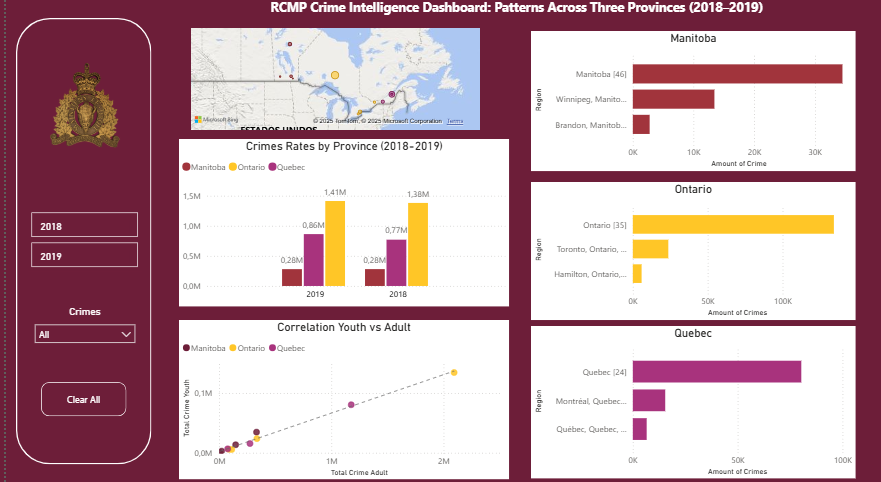 RCMP Crime Intelligence Dashboard: Patterns Across Three Provinces (2018–2019)
2018
2019
Crimes
All
Clear All
Microsoft Bing
© 2025 TomTom, © 2025 Microsoft Corporation Terms
ESTADOS UNIDOS
Crimes Rates by Province (2018–2019)
Manitoba Ontario Quebec
1,5M
1,0M
0,5M
0,0M
0,28M
0,86M
1,41M
0,28M
0,77M
1,38M
2019
2018
Correlation Youth vs Adult
Manitoba Ontario Quebec
Total Crime Youth
0,1M
0,0M
0M 1M 2M
Total Crime Adult
Manitoba
Region
Manitoba [46]
Winnipeg, Manito...
Brandon, Manitob...
0K 10K 20K 30K
Amount of Crime
Ontario
Region
Ontario [35]
Toronto, Ontario, ...
Hamilton, Ontario,...
0K 50K 100K
Amount of Crimes
Quebec
Region
Quebec [24]
Montréal, Quebec...
Québec, Quebec, ...
0K 50K 100K
Amount of Crimes